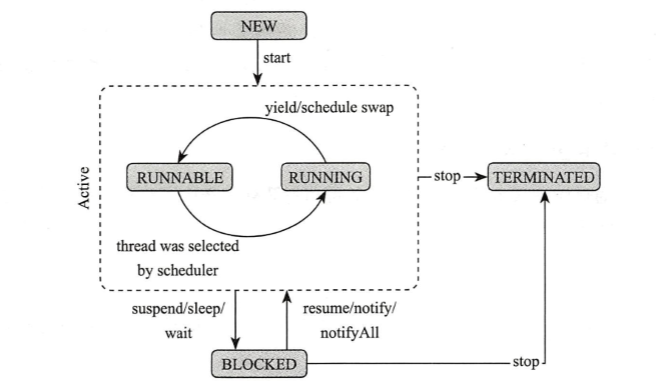 NEW
start
yield/schedule swap
Active
RUNNABLE
RUNNING
stop
TERMINATED
thread was selected
by scheduler
suspend/sleep/
wait
resume/notify/
notifyAll
BLOCKED
stop